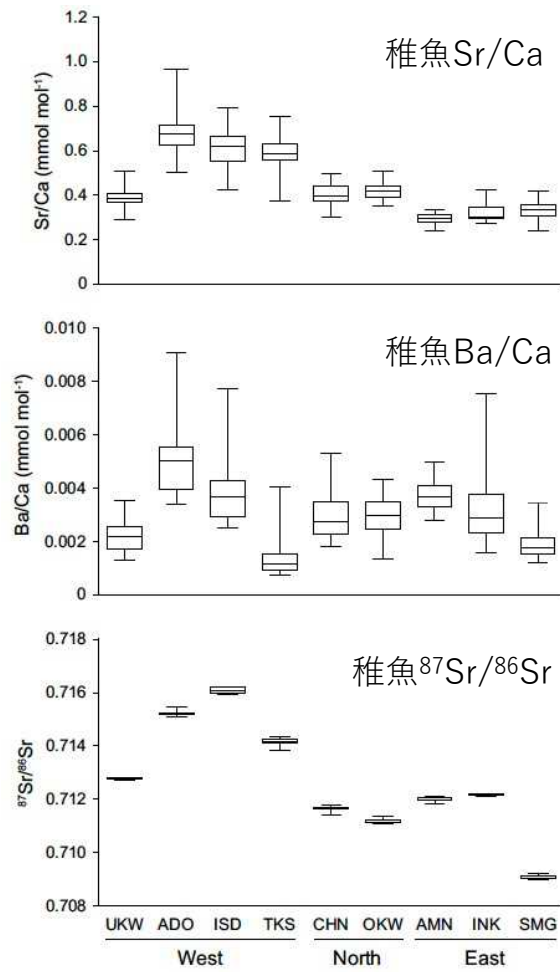 稚魚Sr/Ca
Sr/Ca (mmol mol⁻¹)
1.2
1.0
0.8
0.6
0.4
0.2
0
稚魚Ba/Ca
Ba/Ca (mmol mol⁻¹)
0.010
0.008
0.006
0.004
0.002
0
稚魚⁸⁷Sr/⁸⁶Sr
⁸⁷Sr/⁸⁶Sr
0.718
0.716
0.714
0.712
0.710
0.708
UKW ADO ISD TKS CHN OKW AMN INK SMG
West North East